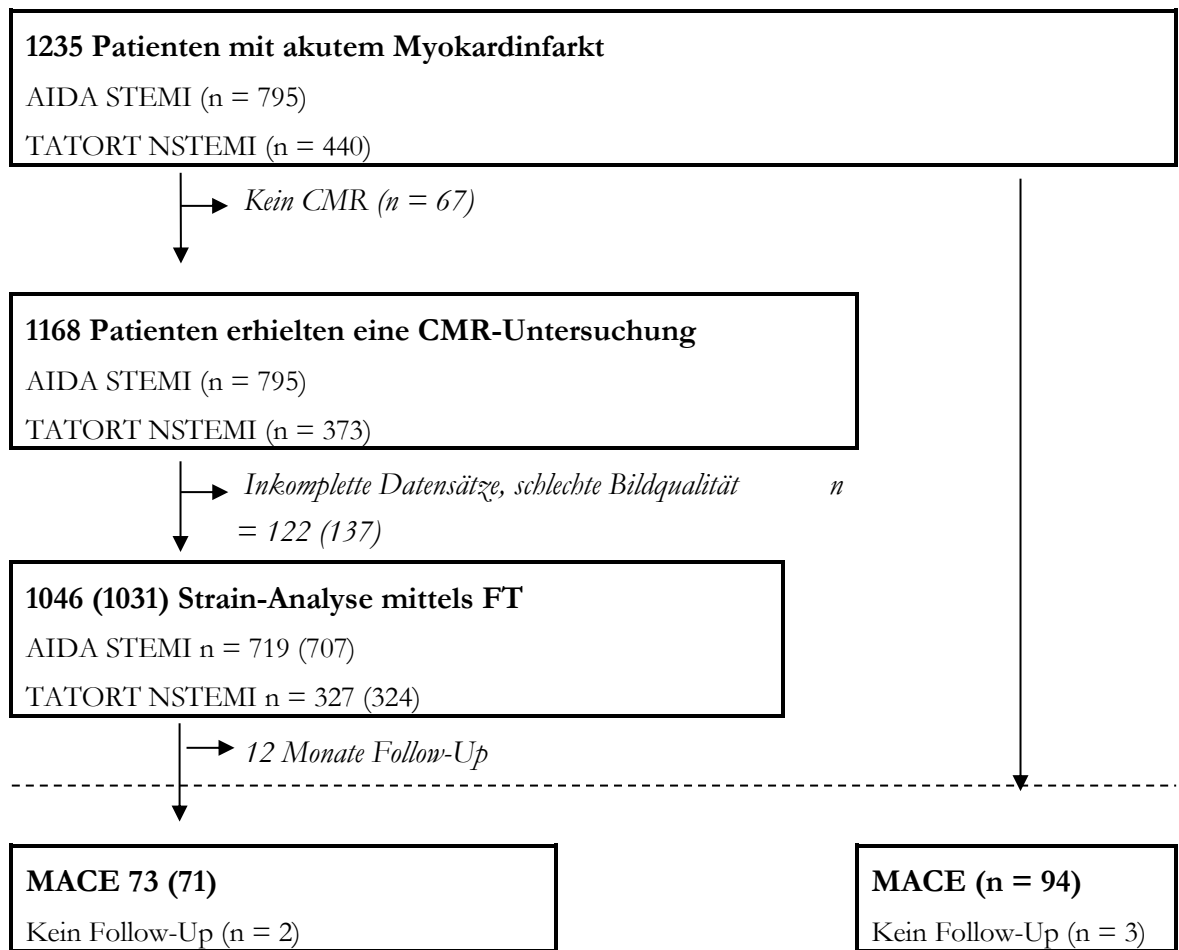 1235 Patienten mit akutem Myokardinfarkt
AIDA STEMI (n = 795)
TATORT NSTEMI (n = 440)
Kein CMR (n = 67)
1168 Patienten erhielten eine CMR-Untersuchung
AIDA STEMI (n = 795)
TATORT NSTEMI (n = 373)
Inkomplette Datensätze, schlechte Bildqualität n
= 122 (137)
1046 (1031) Strain-Analyse mittels FT
AIDA STEMI n = 719 (707)
TATORT NSTEMI n = 327 (324)
12 Monate Follow-Up
MACE 73 (71)
Kein Follow-Up (n = 2)
MACE (n = 94)
Kein Follow-Up (n = 3)